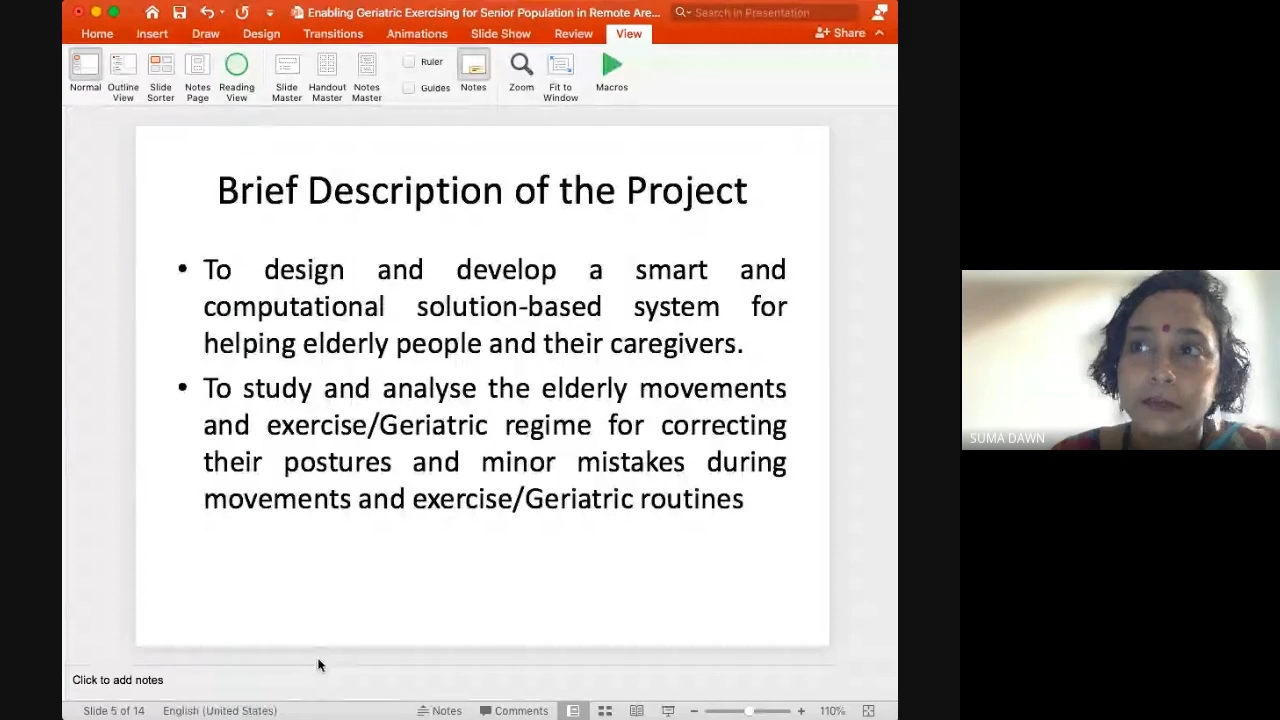 Enabling Geriatric Exercising for Senior Population in Remote Are...
Search in Presentation
Home Insert Draw Design Transitions Animations Slide Show Review View Share
Ruler
Guides
Normal Outline View Slide Sorter Notes Page Reading View Slide Master Handout Master Notes Master Notes Zoom Fit to Window Macros
Brief Description of the Project
• To design and develop a smart and
computational solution-based system for
helping elderly people and their caregivers.
• To study and analyse the elderly movements
and exercise/Geriatric regime for correcting
their postures and minor mistakes during
movements and exercise/Geriatric routines
SUMA DAWN
Click to add notes
Slide 5 of 14 English (United States) Notes Comments 110%